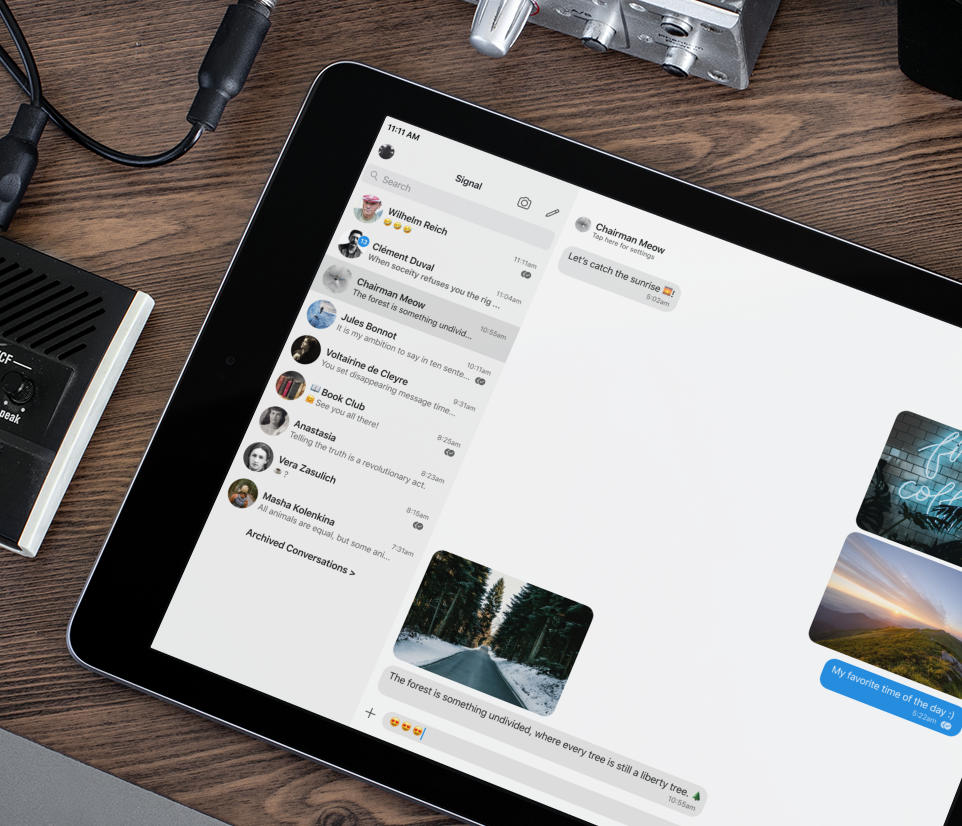 11:11 AM
Signal
Search
Wilhelm Reich
11:11am
Clément Duval
When soceity refuses you the rig ...
11:04am
Chairman Meow
The forest is something undivid...
10:55am
Jules Bonnot
It is my ambition to say in ten sente...
10:11am
Voltairine de Cleyre
You set disappearing message time...
9:31am
Book Club
See you all there!
8:25am
Anastasia
Telling the truth is a revolutionary act.
8:23am
Vera Zasulich
?
8:15am
Masha Kolenkina
All animals are equal, but some ani...
7:31am
Archived Conversations >
Chairman Meow
Tap here for settings
Let's catch the sunrise 🌅!
5:02am
My favorite time of the day :)
5:22am
The forest is something undivided, where every tree is still a liberty tree. 🌲
10:55am
+
😍😍😍
peak